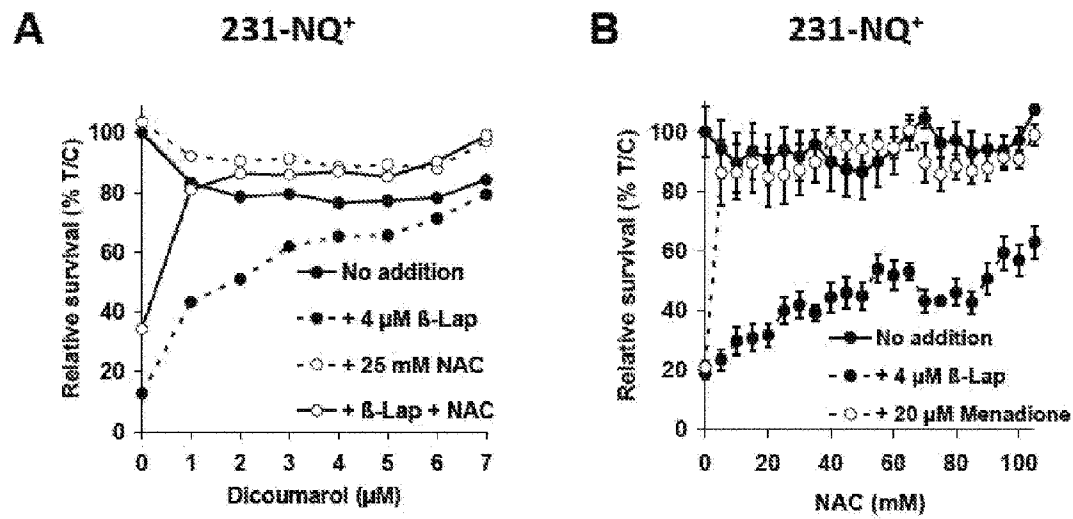 A
231-NQ⁺
Relative survival (% T/C)
100
80
60
40
20
0
No addition
+ 4 µM ß-Lap
+ 25 mM NAC
+ ß-Lap + NAC
0 1 2 3 4 5 6 7
Dicoumarol (µM)
B
231-NQ⁺
Relative survival (% T/C)
100
80
60
40
20
0
No addition
+ 4 µM ß-Lap
+ 20 µM Menadione
0 20 40 60 80 100
NAC (mM)